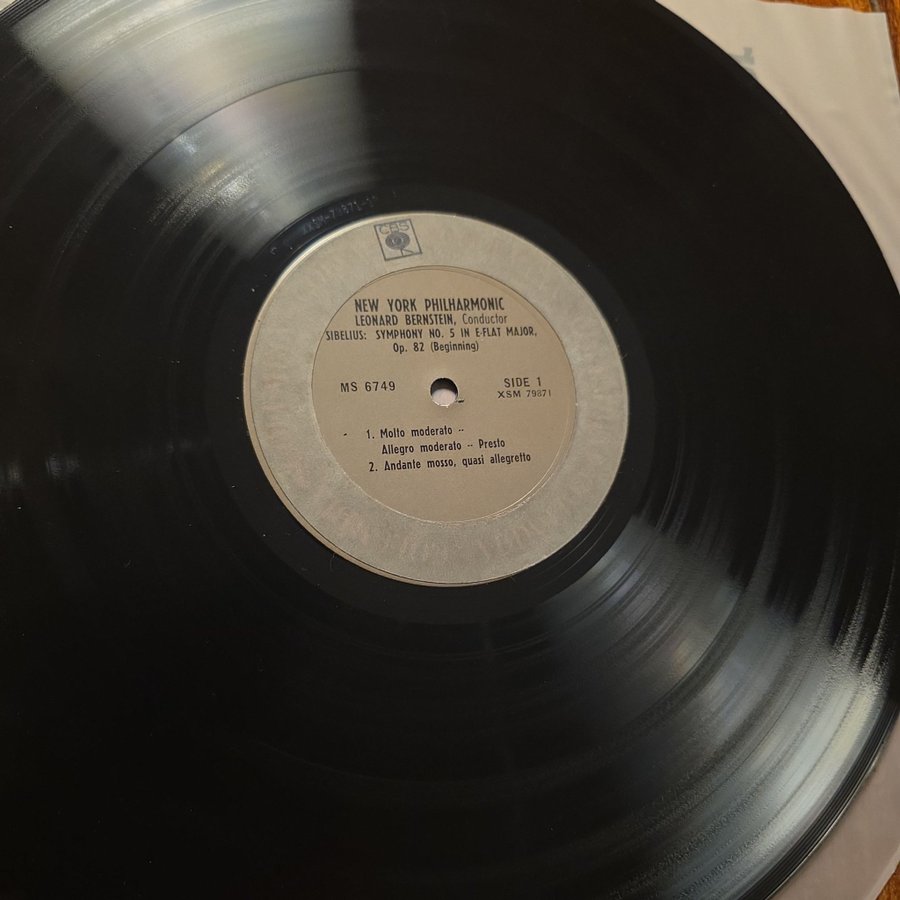 CBS
NEW YORK PHILHARMONIC
LEONARD BERNSTEIN, Conductor
SIBELIUS: SYMPHONY NO. 5 IN E-FLAT MAJOR,
Op. 82 (Beginning)
MS 6749
SIDE 1
XSM 79871
1. Molto moderato --
Allegro moderato -- Presto
2. Andante mosso, quasi allegretto